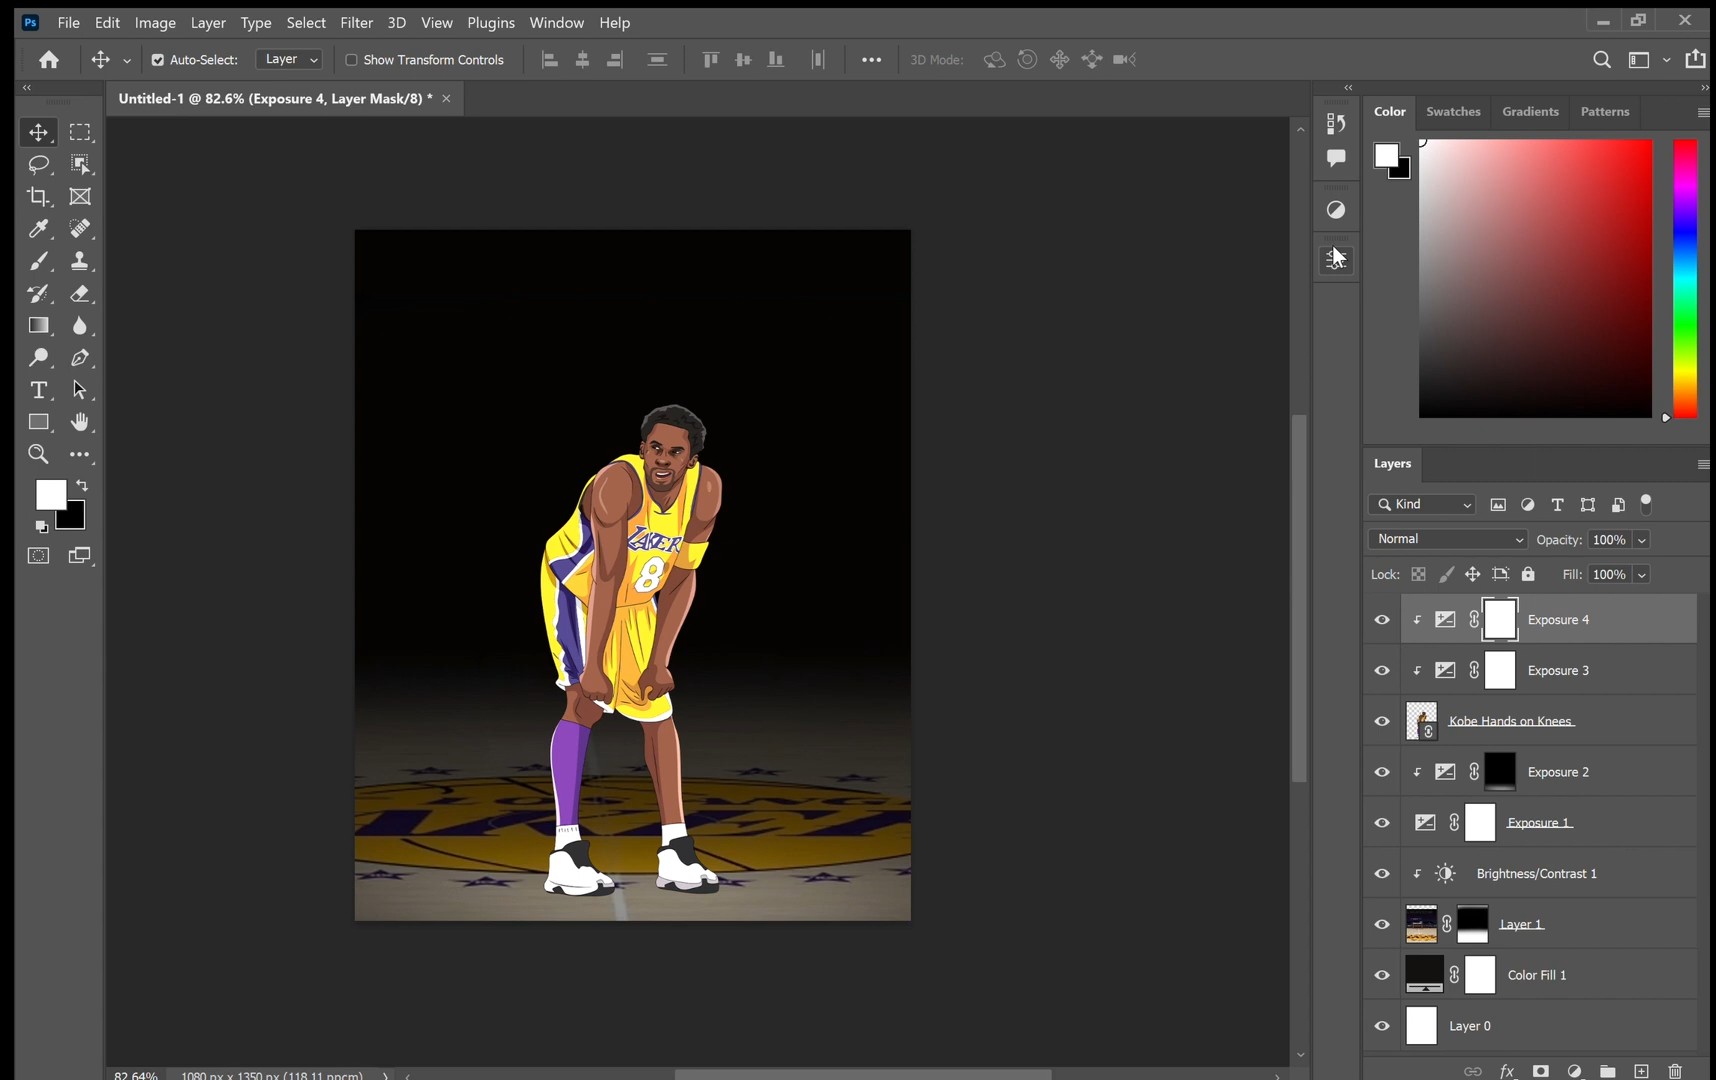 Ps File Edit Image Layer Type Select Filter 3D View Plugins Window Help
Auto-Select: Layer Show Transform Controls 3D Mode:
Untitled-1 @ 82.6% (Exposure 4, Layer Mask/8) *
Color Swatches Gradients Patterns
LAKERS
8
Layers
Kind
Normal Opacity: 100%
Lock: Fill: 100%
Exposure 4
Exposure 3
Kobe Hands on Knees
Exposure 2
Exposure 1
Brightness/Contrast 1
Layer 1
Color Fill 1
Layer 0
fx
82.64% 1080 px x 1350 px (118.11 ppcm)